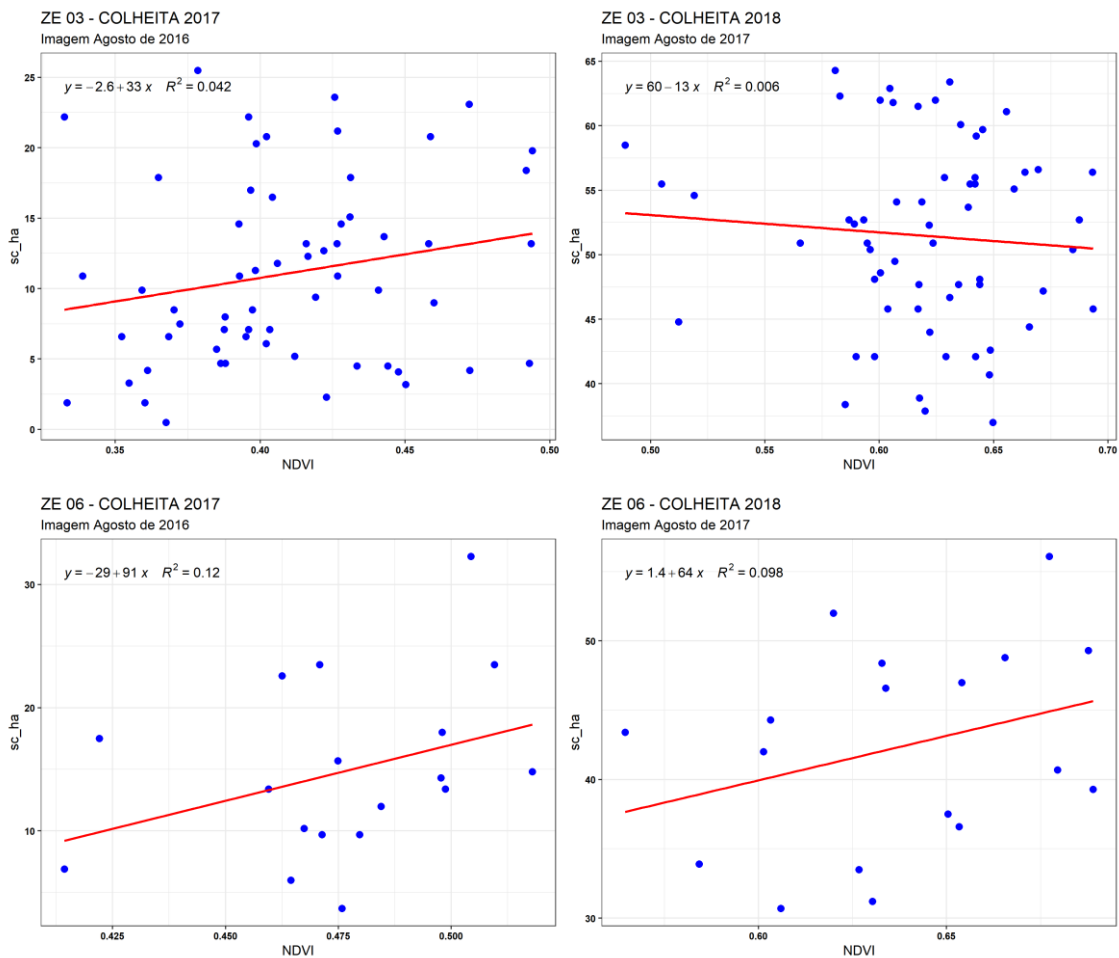 ZE 03 - COLHEITA 2017
Imagem Agosto de 2016
y = −2.6 + 33 x R² = 0.042
25
20
15
10
5
0
sc_ha
0.35 0.40 0.45 0.50
NDVI
ZE 03 - COLHEITA 2018
Imagem Agosto de 2017
y = 60 − 13 x R² = 0.006
65
60
55
50
45
40
sc_ha
0.50 0.55 0.60 0.65 0.70
NDVI
ZE 06 - COLHEITA 2017
Imagem Agosto de 2016
y = −29 + 91 x R² = 0.12
30
20
10
sc_ha
0.425 0.450 0.475 0.500
NDVI
ZE 06 - COLHEITA 2018
Imagem Agosto de 2017
y = 1.4 + 64 x R² = 0.098
50
40
30
sc_ha
0.60 0.65
NDVI